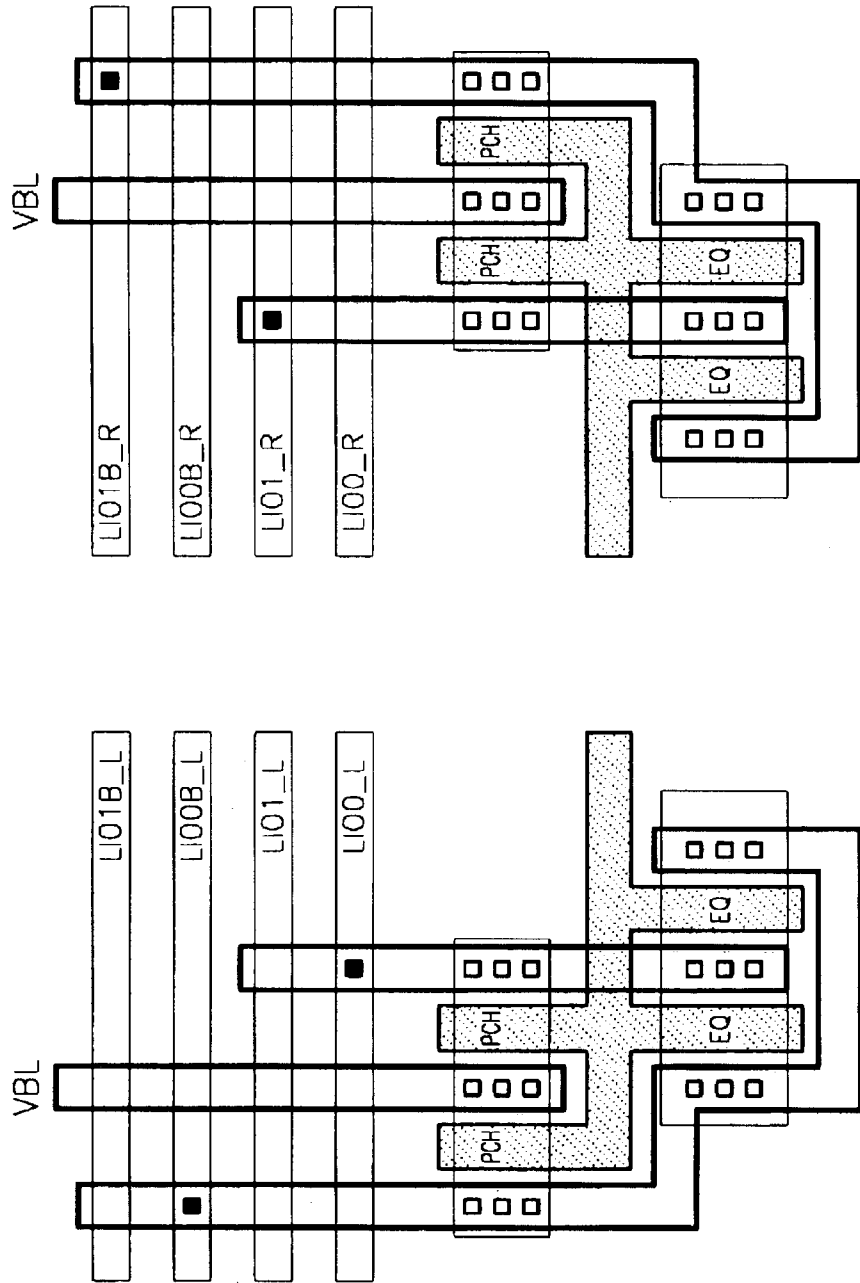 VBL
VBL
LIO1B_L
LIO1B_R
LIO0B_L
LIO0B_R
LIO1_L
LIO1_R
LIO0_L
LIO0_R
PCH
PCH
PCH
PCH
EQ
EQ
EQ
EQ